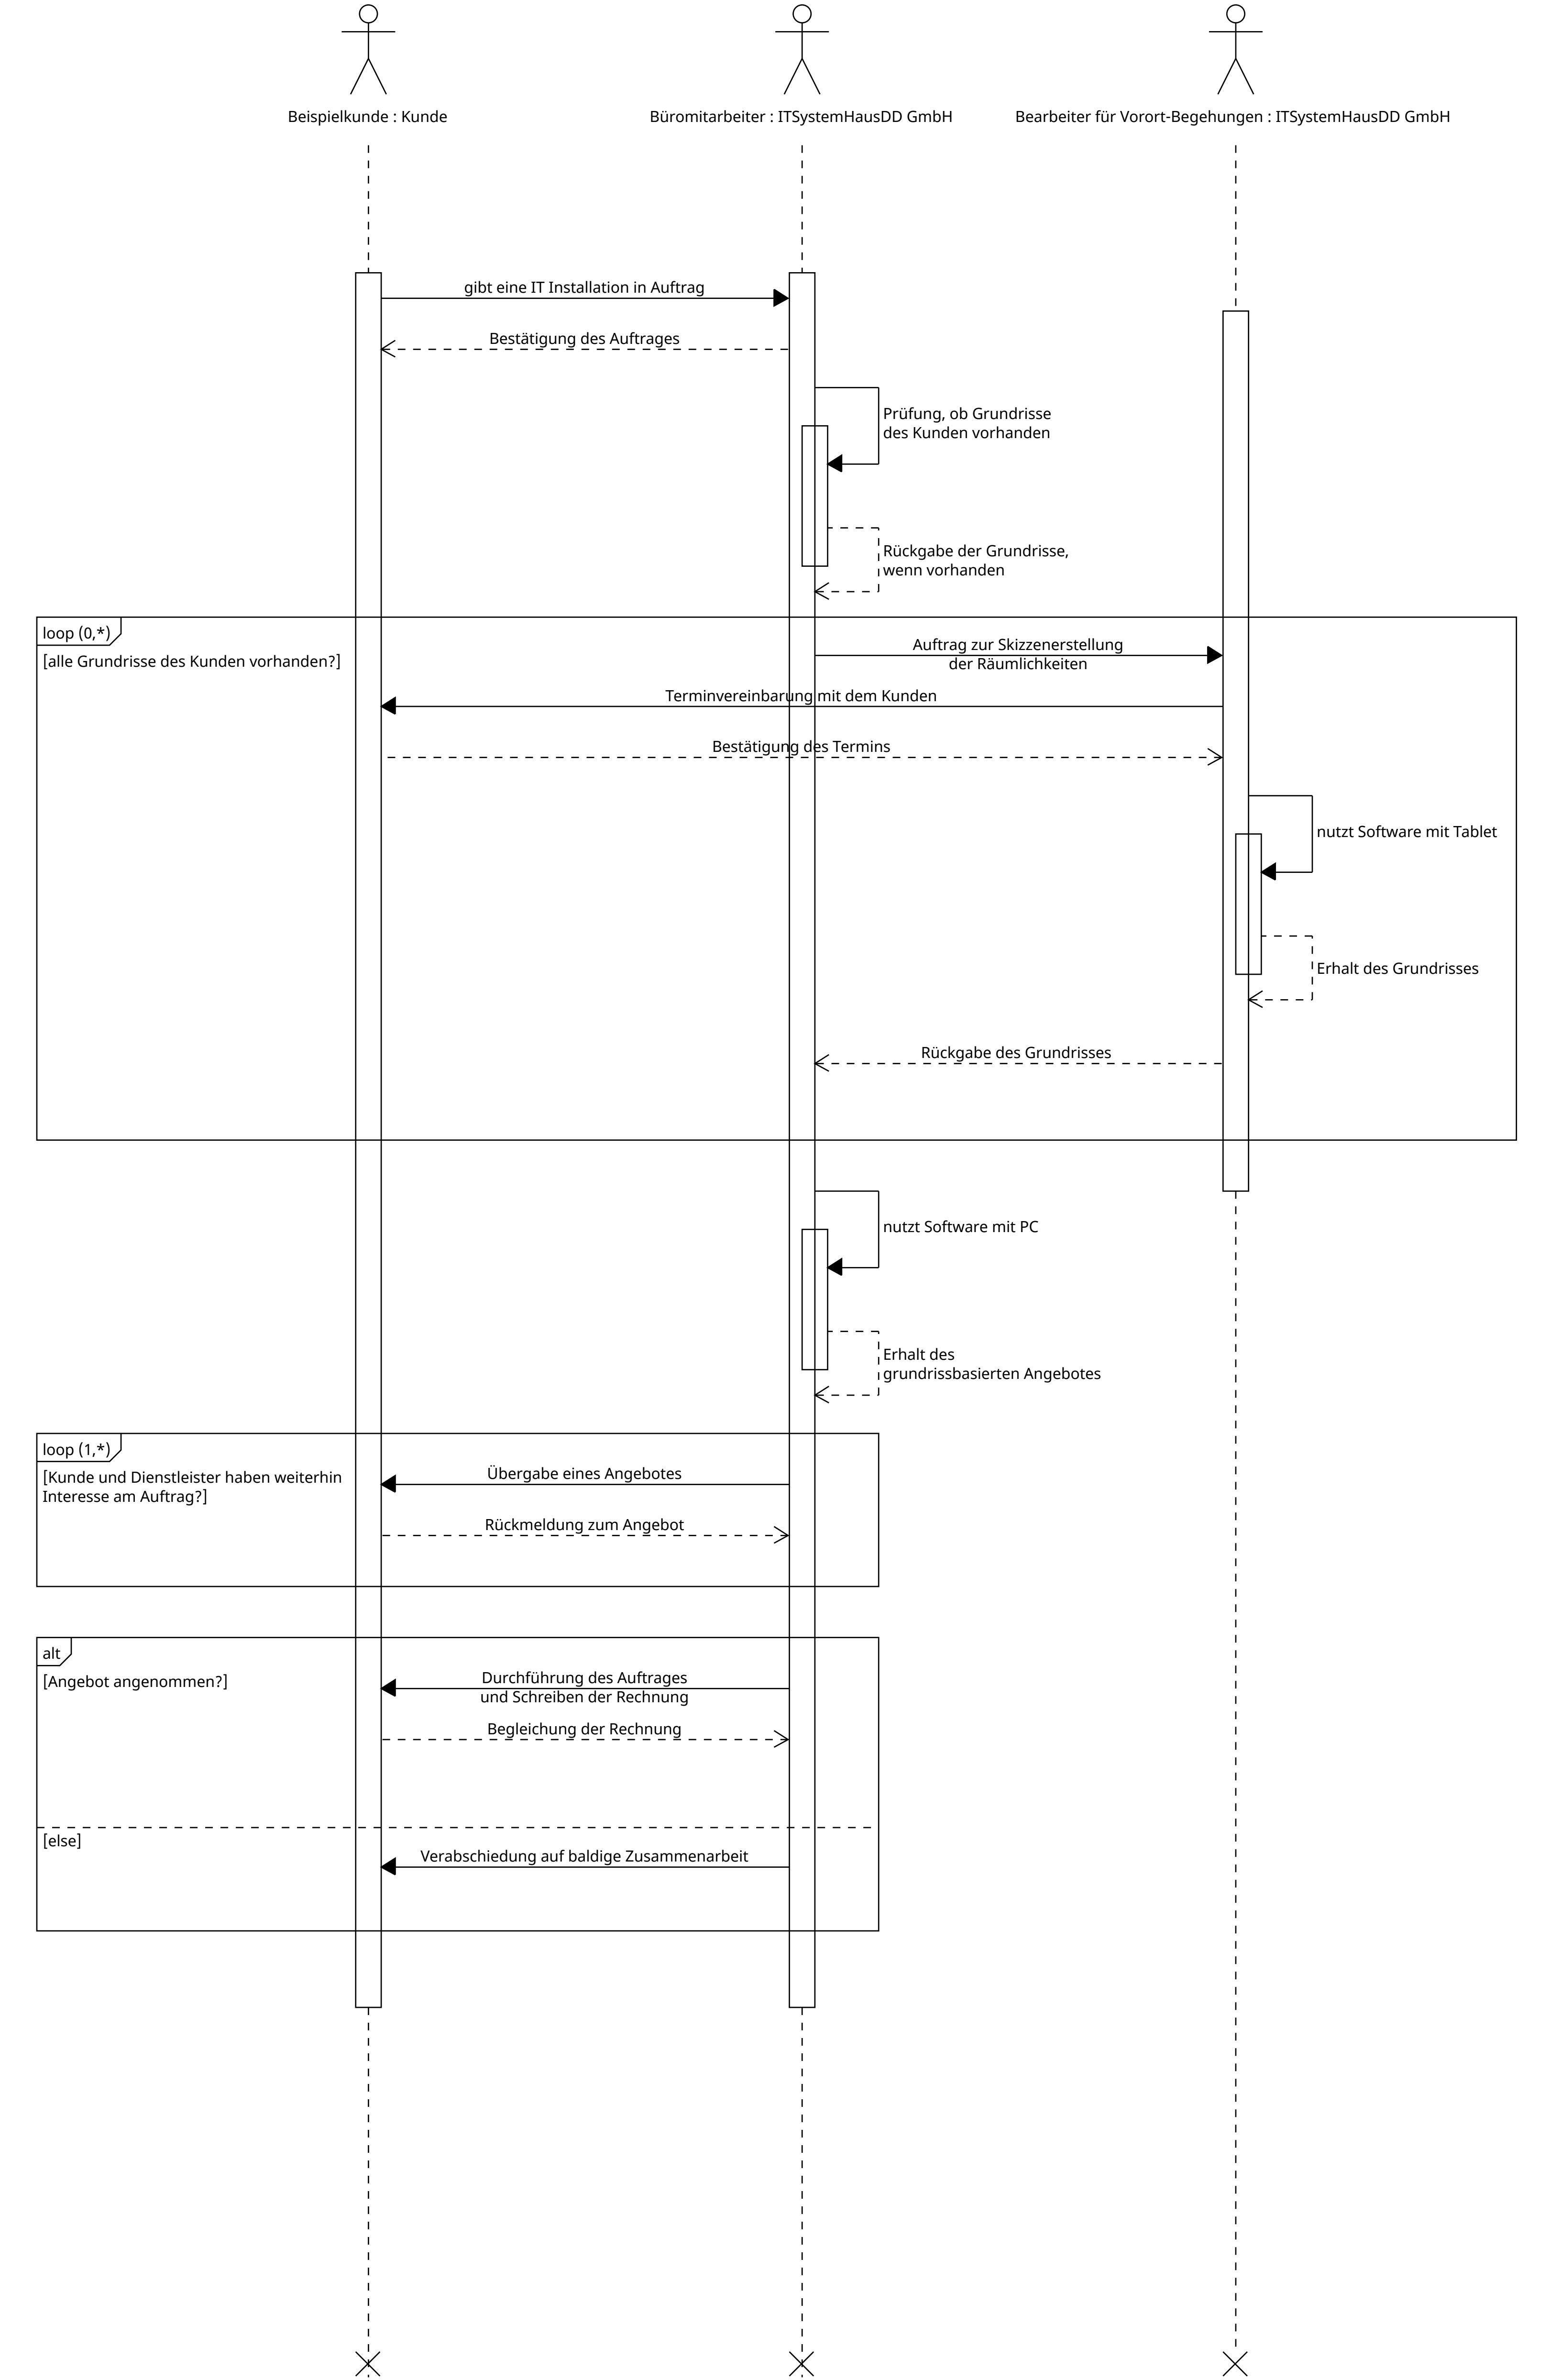 Beispielkunde : Kunde
Büromitarbeiter : ITSystemHausDD GmbH
Bearbeiter für Vorort-Begehungen : ITSystemHausDD GmbH
gibt eine IT Installation in Auftrag
Bestätigung des Auftrages
Prüfung, ob Grundrisse
des Kunden vorhanden
Rückgabe der Grundrisse,
wenn vorhanden
loop (0,*)
[alle Grundrisse des Kunden vorhanden?]
Auftrag zur Skizzenerstellung
der Räumlichkeiten
Terminvereinbarung mit dem Kunden
Bestätigung des Termins
nutzt Software mit Tablet
Erhalt des Grundrisses
Rückgabe des Grundrisses
nutzt Software mit PC
Erhalt des
grundrissbasierten Angebotes
loop (1,*)
[Kunde und Dienstleister haben weiterhin
Interesse am Auftrag?]
Übergabe eines Angebotes
Rückmeldung zum Angebot
alt
[Angebot angenommen?]
Durchführung des Auftrages
und Schreiben der Rechnung
Begleichung der Rechnung
[else]
Verabschiedung auf baldige Zusammenarbeit